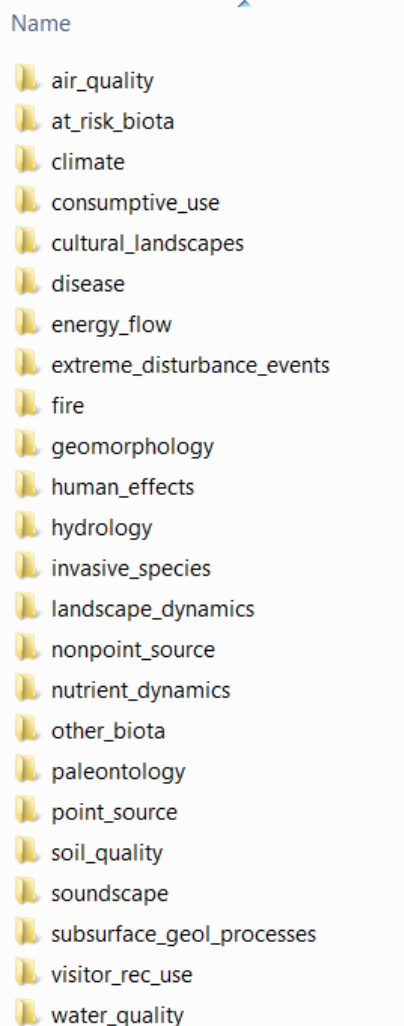 Name
air_quality
at_risk_biota
climate
consumptive_use
cultural_landscapes
disease
energy_flow
extreme_disturbance_events
fire
geomorphology
human_effects
hydrology
invasive_species
landscape_dynamics
nonpoint_source
nutrient_dynamics
other_biota
paleontology
point_source
soil_quality
soundscape
subsurface_geol_processes
visitor_rec_use
water_quality